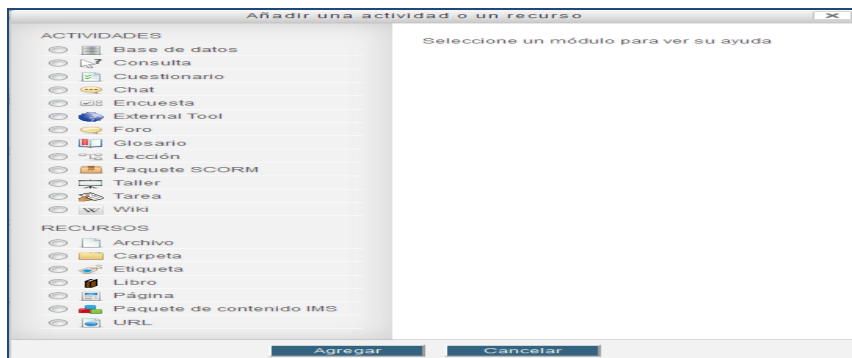 Añadir una actividad o un recurso
ACTIVIDADES
Seleccione un módulo para ver su ayuda
Base de datos
Consulta
Cuestionario
Chat
Encuesta
External Tool
Foro
Glosario
Lección
Paquete SCORM
Taller
Tarea
Wiki
RECURSOS
Archivo
Carpeta
Etiqueta
Libro
Página
Paquete de contenido IMS
URL
Agregar Cancelar